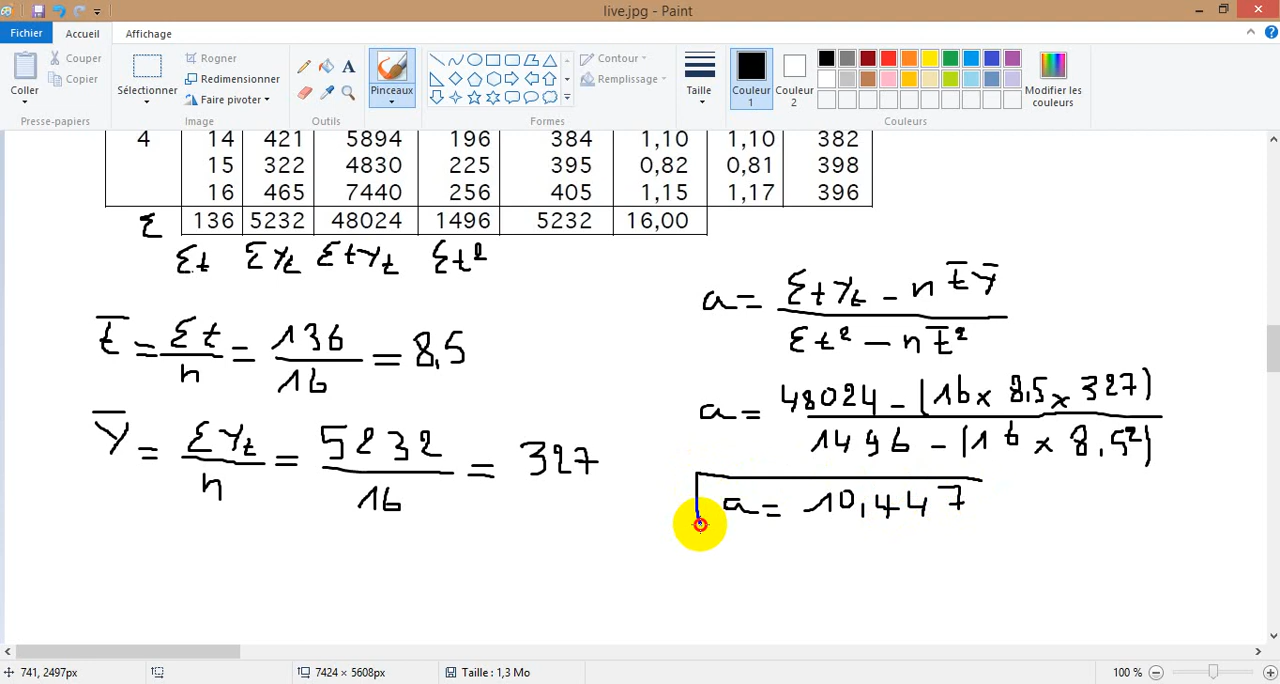 live.jpg - Paint
Fichier Accueil Affichage
Coller
Couper
Copier
Presse-papiers
Sélectionner
Rogner
Redimensionner
Faire pivoter
Image
A
Outils
Pinceaux
Contour
Remplissage
Formes
Taille
Couleur 1
Couleur 2
Modifier les couleurs
Couleurs
4 14 421 5894 196 384 1,10 1,10 382
15 322 4830 225 395 0,82 0,81 398
16 465 7440 256 405 1,15 1,17 396
Σ 136 5232 48024 1496 5232 16,00
Σt Σyₜ Σtyₜ Σt²
t̄ = Σt/n = 136/16 = 8,5
ȳ = Σyₜ/n = 5232/16 = 327
a = (Σtyₜ - n t̄ ȳ)/(Σt² - n t̄²)
a = (48024 - (16 × 8,5 × 327))/(1496 - (16 × 8,5²))
a = 10,447
741, 2497px
7424 × 5608px
Taille : 1,3 Mo
100 %